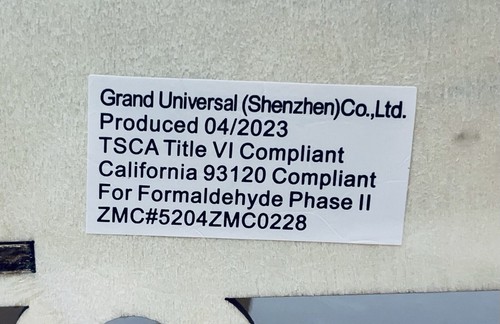 Grand Universal (Shenzhen)Co.,Ltd.
Produced 04/2023
TSCA Title VI Compliant
California 93120 Compliant
For Formaldehyde Phase II
ZMC#5204ZMC0228